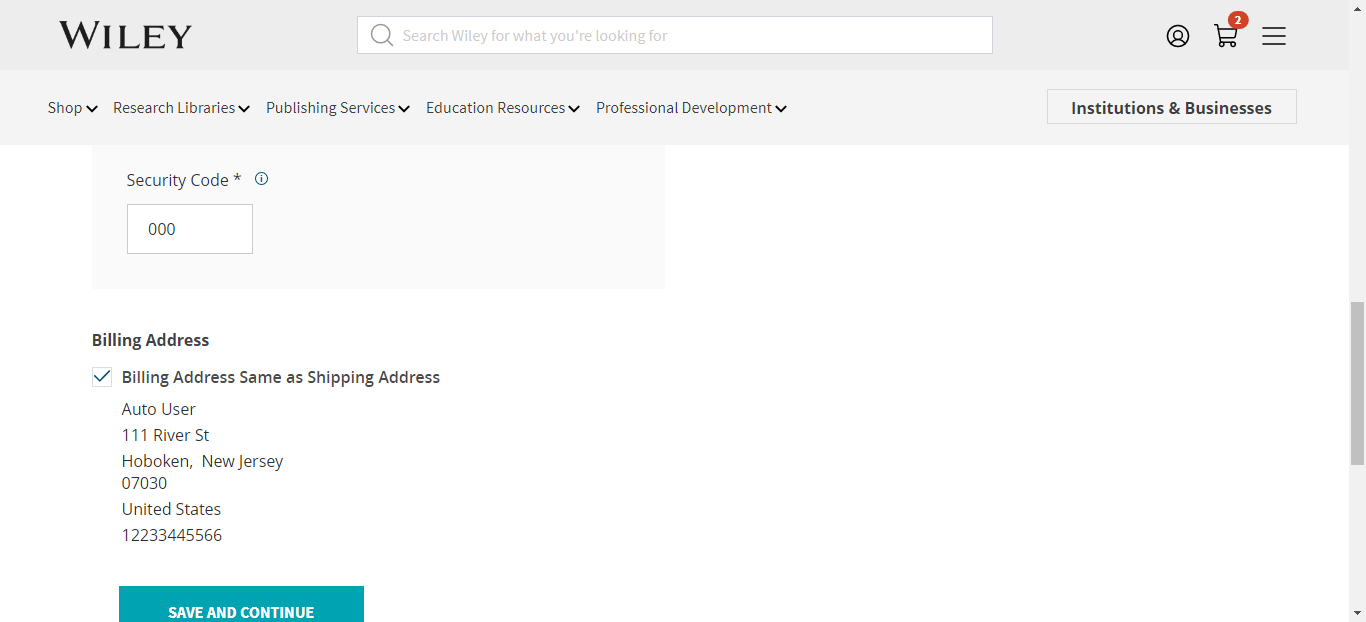 WILEY
Search Wiley for what you're looking for
2
Shop
Research Libraries
Publishing Services
Education Resources
Professional Development
Institutions & Businesses
Security Code *
000
Billing Address
Billing Address Same as Shipping Address
Auto User
111 River St
Hoboken, New Jersey
07030
United States
12233445566
SAVE AND CONTINUE